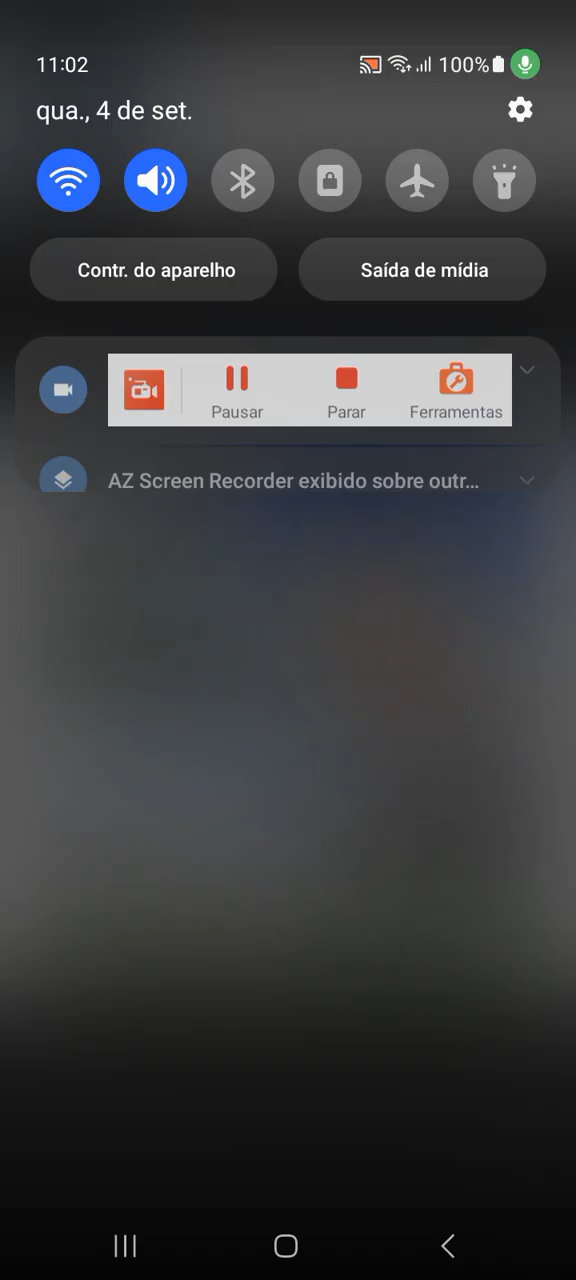 11:02
100%
qua., 4 de set.
Contr. do aparelho
Saída de mídia
Pausar
Parar
Ferramentas
AZ Screen Recorder exibido sobre outr...